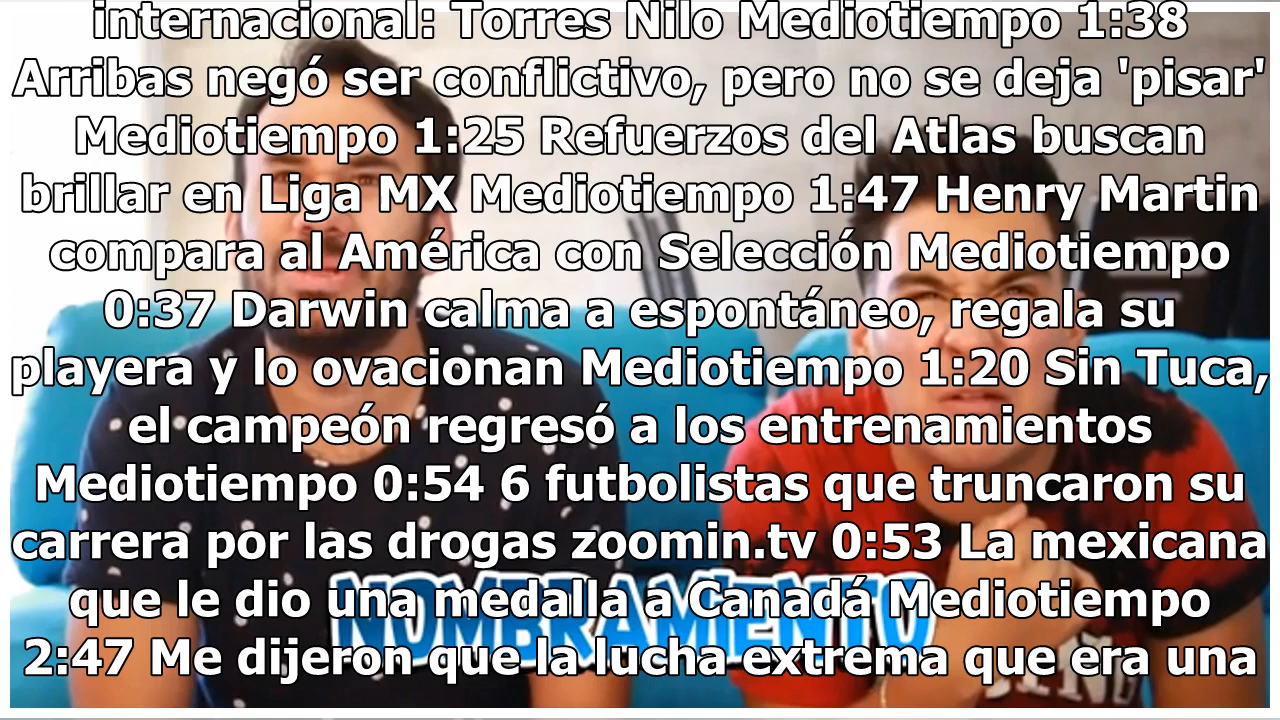 internacional: Torres Nilo Mediotiempo 1:38
Arribas negó ser conflictivo, pero no se deja 'pisar'
Mediotiempo 1:25 Refuerzos del Atlas buscan
brillar en Liga MX Mediotiempo 1:47 Henry Martin
compara al América con Selección Mediotiempo
0:37 Darwin calma a espontáneo, regala su
playera y lo ovacionan Mediotiempo 1:20 Sin Tuca,
el campeón regresó a los entrenamientos
Mediotiempo 0:54 6 futbolistas que truncaron su
carrera por las drogas zoomin.tv 0:53 La mexicana
que le dio una medalla a Canadá Mediotiempo
NOMBRAMIENTO
2:47 Me dijeron que la lucha extrema que era una